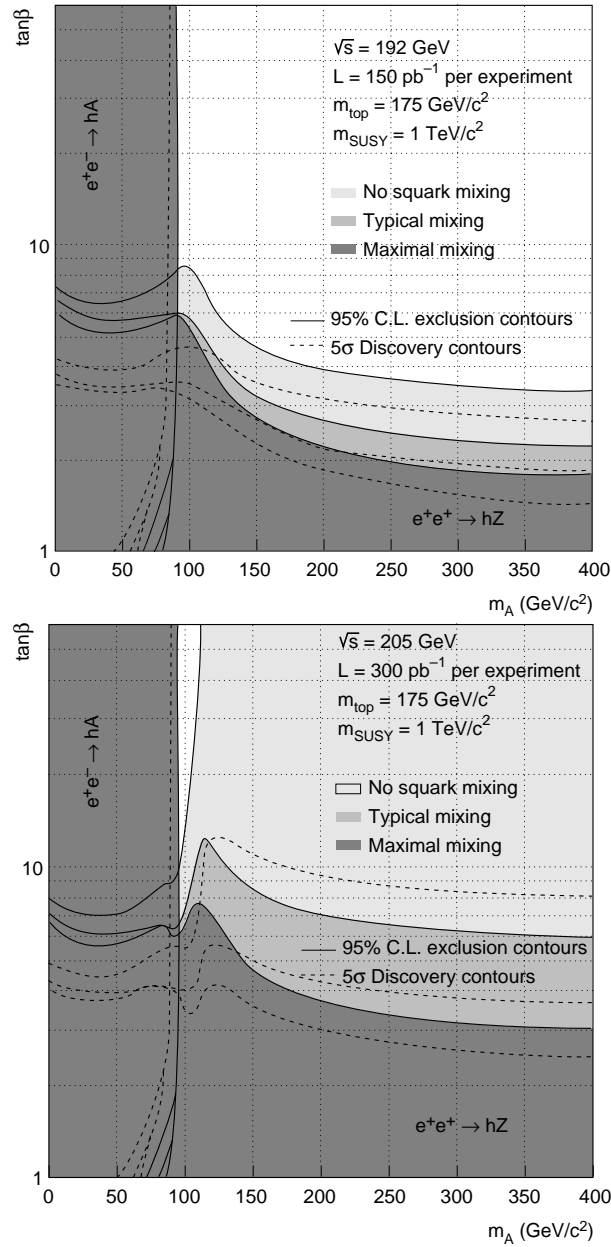 tanβ
√s = 192 GeV
L = 150 pb⁻¹ per experiment
m_top = 175 GeV/c²
m_SUSY = 1 TeV/c²
e⁺e⁻ → hA
No squark mixing
Typical mixing
Maximal mixing
10
95% C.L. exclusion contours
5σ Discovery contours
e⁺e⁺ → hZ
1
0 50 100 150 200 250 300 350 400
m_A (GeV/c²)
tanβ
√s = 205 GeV
L = 300 pb⁻¹ per experiment
m_top = 175 GeV/c²
m_SUSY = 1 TeV/c²
e⁺e⁻ → hA
No squark mixing
Typical mixing
Maximal mixing
10
95% C.L. exclusion contours
5σ Discovery contours
e⁺e⁺ → hZ
1
0 50 100 150 200 250 300 350 400
m_A (GeV/c²)